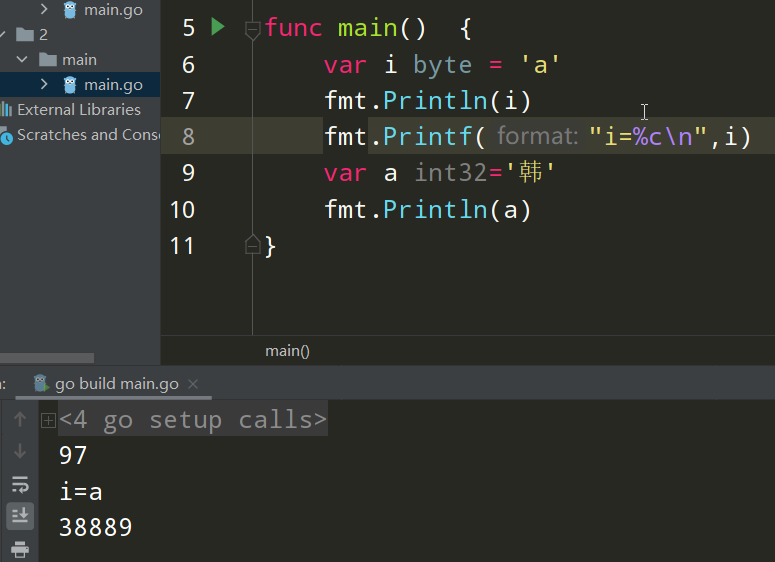 main.go
2
main
main.go
External Libraries
Scratches and Conso
5 func main()  {
6 var i byte = 'a'
7 fmt.Println(i)
8 fmt.Printf( format: "i=%c\n",i)
9 var a int32='韩'
10 fmt.Println(a)
11 }
main()
: go build main.go ×
<4 go setup calls>
97
i=a
38889